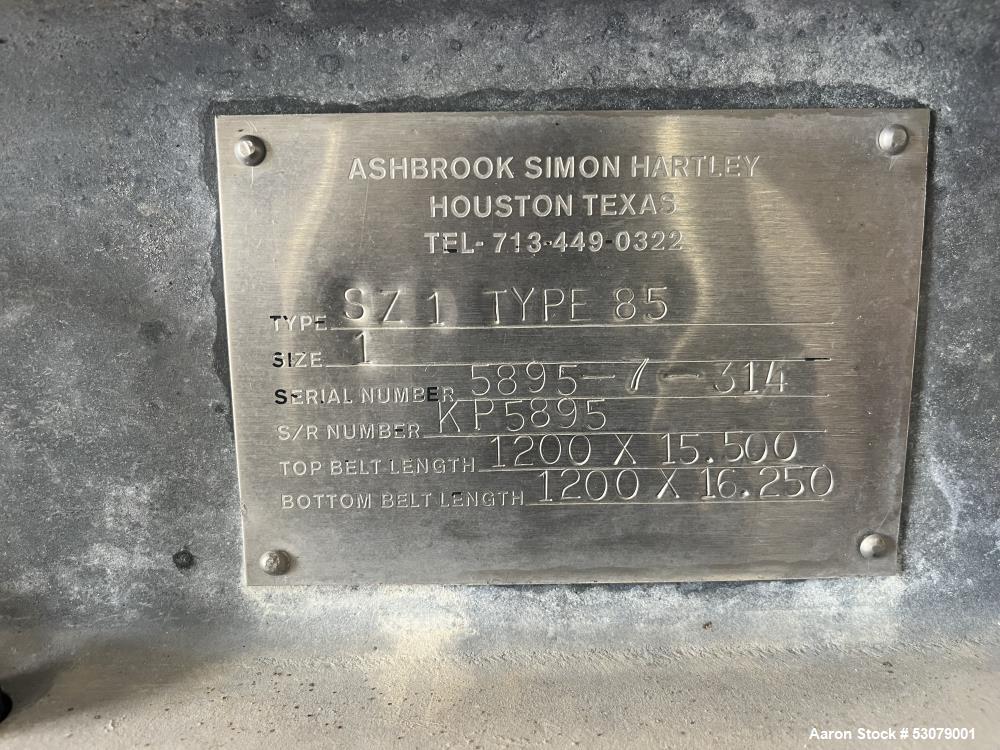 ASHBROOK SIMON HARTLEY
HOUSTON TEXAS
TEL- 713-449-0322
TYPE SZ 1 TYPE 85
SIZE 1
SERIAL NUMBER 5895-7-314
S/R NUMBER KP5895
TOP BELT LENGTH 1200 X 15.500
BOTTOM BELT LENGTH 1200 X 16.250
Aaron Stock # 53079001